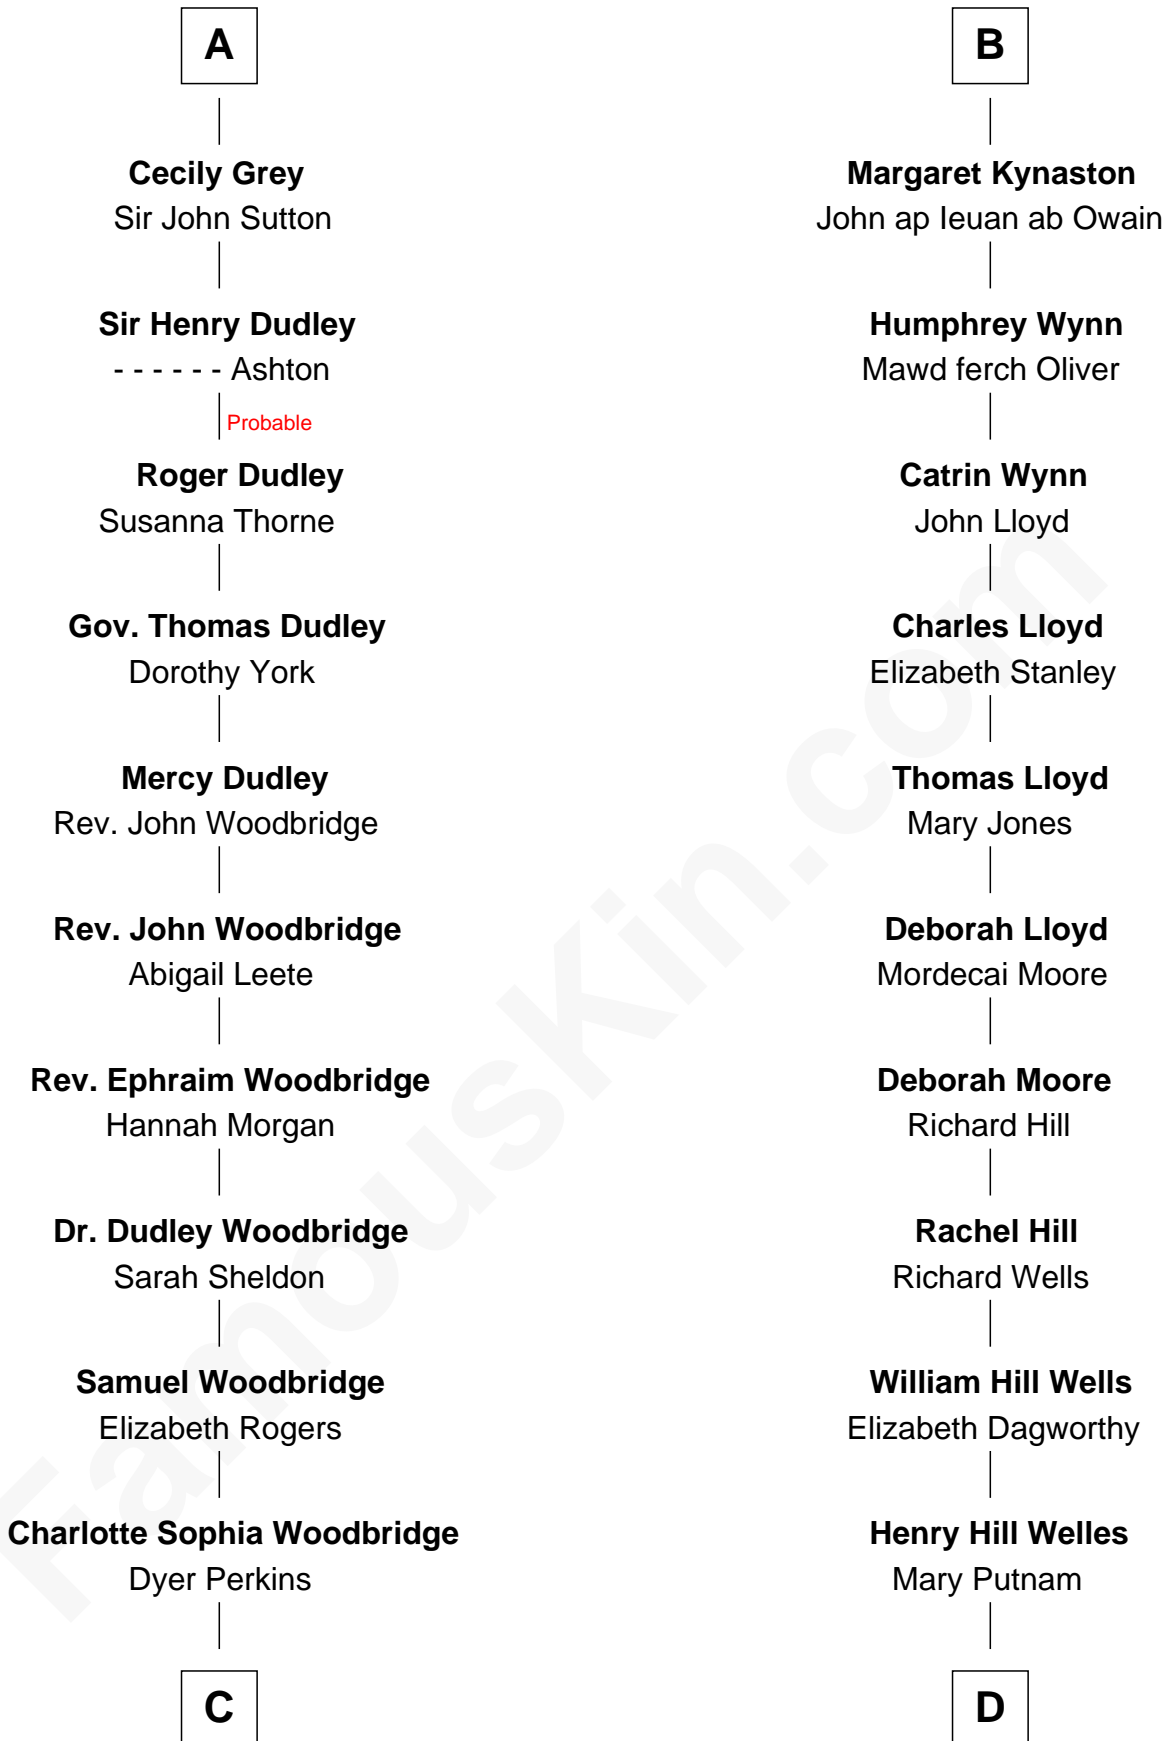 A
Cecily Grey
Sir John Sutton
Sir Henry Dudley
- - - - - - Ashton
Probable
Roger Dudley
Susanna Thorne
Gov. Thomas Dudley
Dorothy York
Mercy Dudley
Rev. John Woodbridge
Rev. John Woodbridge
Abigail Leete
Rev. Ephraim Woodbridge
Hannah Morgan
Dr. Dudley Woodbridge
Sarah Sheldon
Samuel Woodbridge
Elizabeth Rogers
Charlotte Sophia Woodbridge
Dyer Perkins
C
B
Margaret Kynaston
John ap Ieuan ab Owain
Humphrey Wynn
Mawd ferch Oliver
Catrin Wynn
John Lloyd
Charles Lloyd
Elizabeth Stanley
Thomas Lloyd
Mary Jones
Deborah Lloyd
Mordecai Moore
Deborah Moore
Richard Hill
Rachel Hill
Richard Wells
William Hill Wells
Elizabeth Dagworthy
Henry Hill Welles
Mary Putnam
D
FamousKin.com